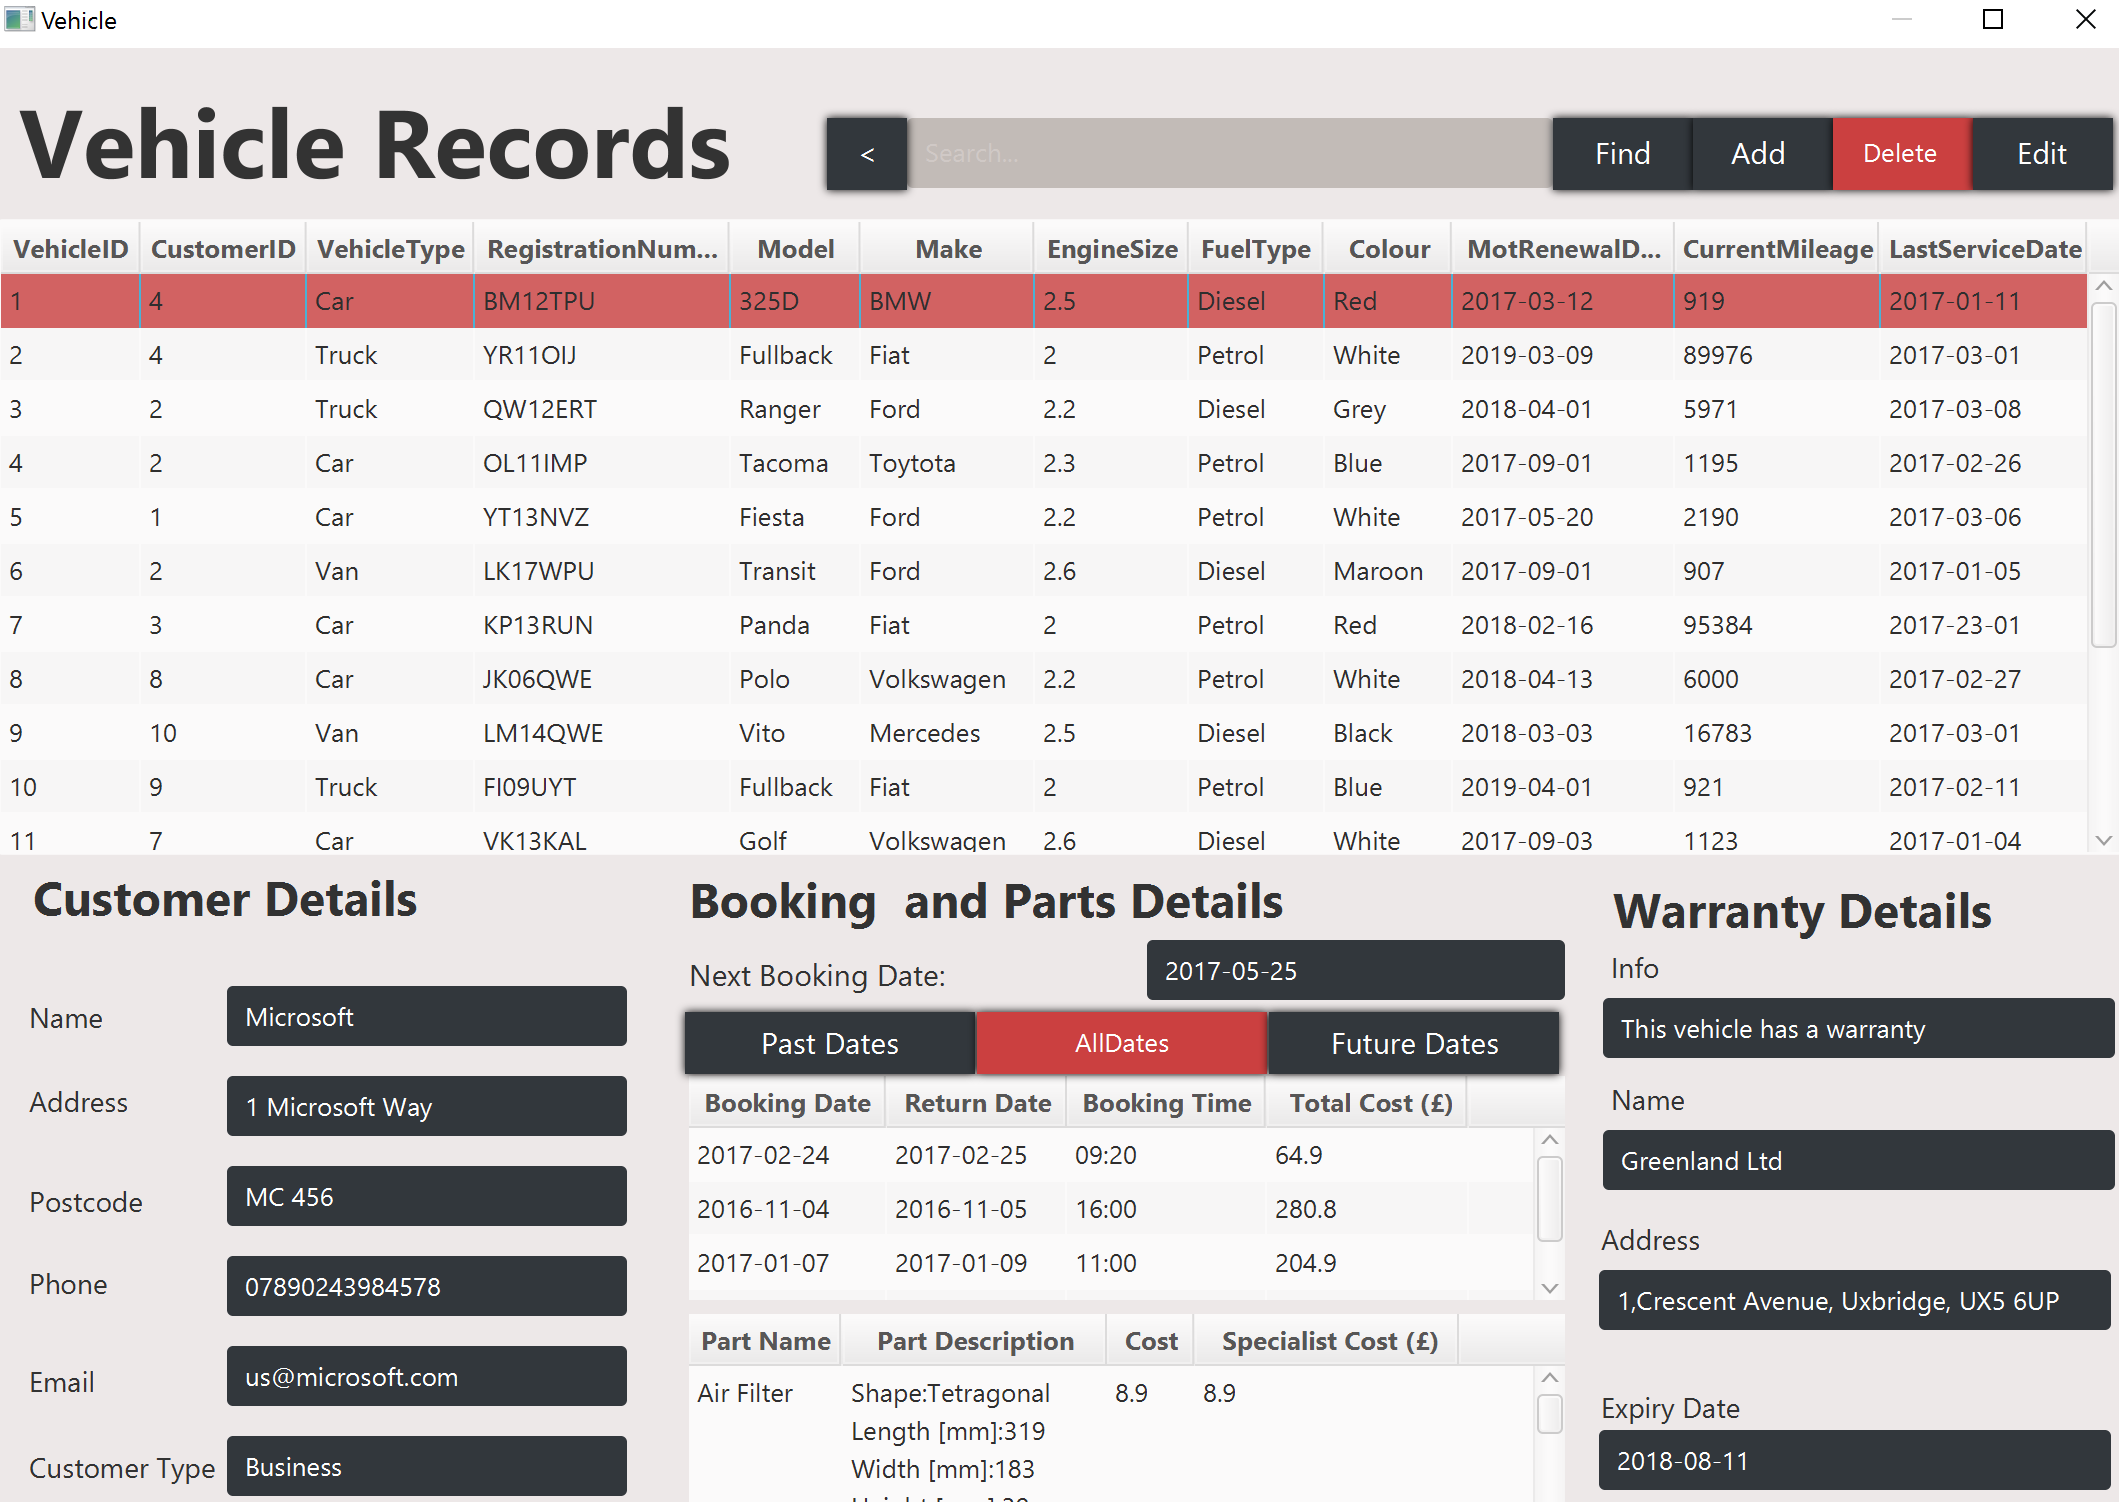 Vehicle
Vehicle Records
<
Search...
Find
Add
Delete
Edit
VehicleID CustomerID VehicleType RegistrationNum... Model Make EngineSize FuelType Colour MotRenewalD... CurrentMileage LastServiceDate
1 4 Car BM12TPU 325D BMW 2.5 Diesel Red 2017-03-12 919 2017-01-11
2 4 Truck YR11OIJ Fullback Fiat 2 Petrol White 2019-03-09 89976 2017-03-01
3 2 Truck QW12ERT Ranger Ford 2.2 Diesel Grey 2018-04-01 5971 2017-03-08
4 2 Car OL11IMP Tacoma Toytota 2.3 Petrol Blue 2017-09-01 1195 2017-02-26
5 1 Car YT13NVZ Fiesta Ford 2.2 Petrol White 2017-05-20 2190 2017-03-06
6 2 Van LK17WPU Transit Ford 2.6 Diesel Maroon 2017-09-01 907 2017-01-05
7 3 Car KP13RUN Panda Fiat 2 Petrol Red 2018-02-16 95384 2017-23-01
8 8 Car JK06QWE Polo Volkswagen 2.2 Petrol White 2018-04-13 6000 2017-02-27
9 10 Van LM14QWE Vito Mercedes 2.5 Diesel Black 2018-03-03 16783 2017-03-01
10 9 Truck FI09UYT Fullback Fiat 2 Petrol Blue 2019-04-01 921 2017-02-11
11 7 Car VK13KAL Golf Volkswagen 2.6 Diesel White 2017-09-03 1123 2017-01-04
Customer Details
Name Microsoft
Address 1 Microsoft Way
Postcode MC 456
Phone 07890243984578
Email us@microsoft.com
Customer Type Business
Booking and Parts Details
Next Booking Date: 2017-05-25
Past Dates AllDates Future Dates
Booking Date Return Date Booking Time Total Cost (£)
2017-02-24 2017-02-25 09:20 64.9
2016-11-04 2016-11-05 16:00 280.8
2017-01-07 2017-01-09 11:00 204.9
Part Name Part Description Cost Specialist Cost (£)
Air Filter Shape:Tetragonal 8.9 8.9
Length [mm]:319
Width [mm]:183
Warranty Details
Info
This vehicle has a warranty
Name
Greenland Ltd
Address
1,Crescent Avenue, Uxbridge, UX5 6UP
Expiry Date
2018-08-11